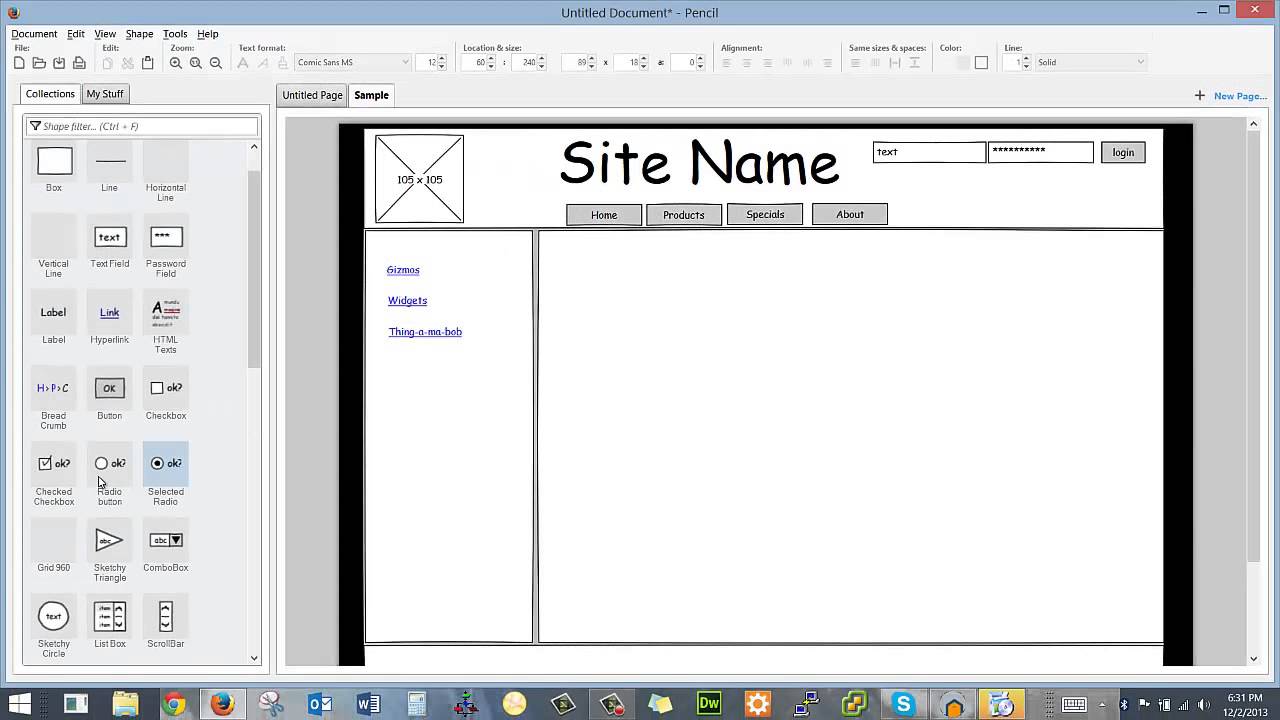 Untitled Document* - Pencil
Document Edit View Shape Tools Help
File: Edit: Zoom: Text format: Location & size: Alignment: Same sizes & spaces: Color: Line:
Comic Sans MS 12 60 : 240 89 x 18 a: 0 1 Solid
Collections My Stuff
Untitled Page Sample
New Page...
Shape filter... (Ctrl + F)
Box Line Horizontal
Line
text ***
Vertical
Line Text Field Password
Field
Label Link
Label Hyperlink HTML
Texts
H>P>C OK ok?
Bread
Crumb Button Checkbox
ok? ok? ok?
Checked
Checkbox Radio
button Selected
Radio
abc abc
Grid 960 Sketchy
Triangle ComboBox
text item
item
item
Sketchy
Circle List Box ScrollBar
105 x 105
Site Name
text ********** login
Home Products Specials About
Gizmos
Widgets
Thing-a-ma-bob
6:31 PM
12/2/2013